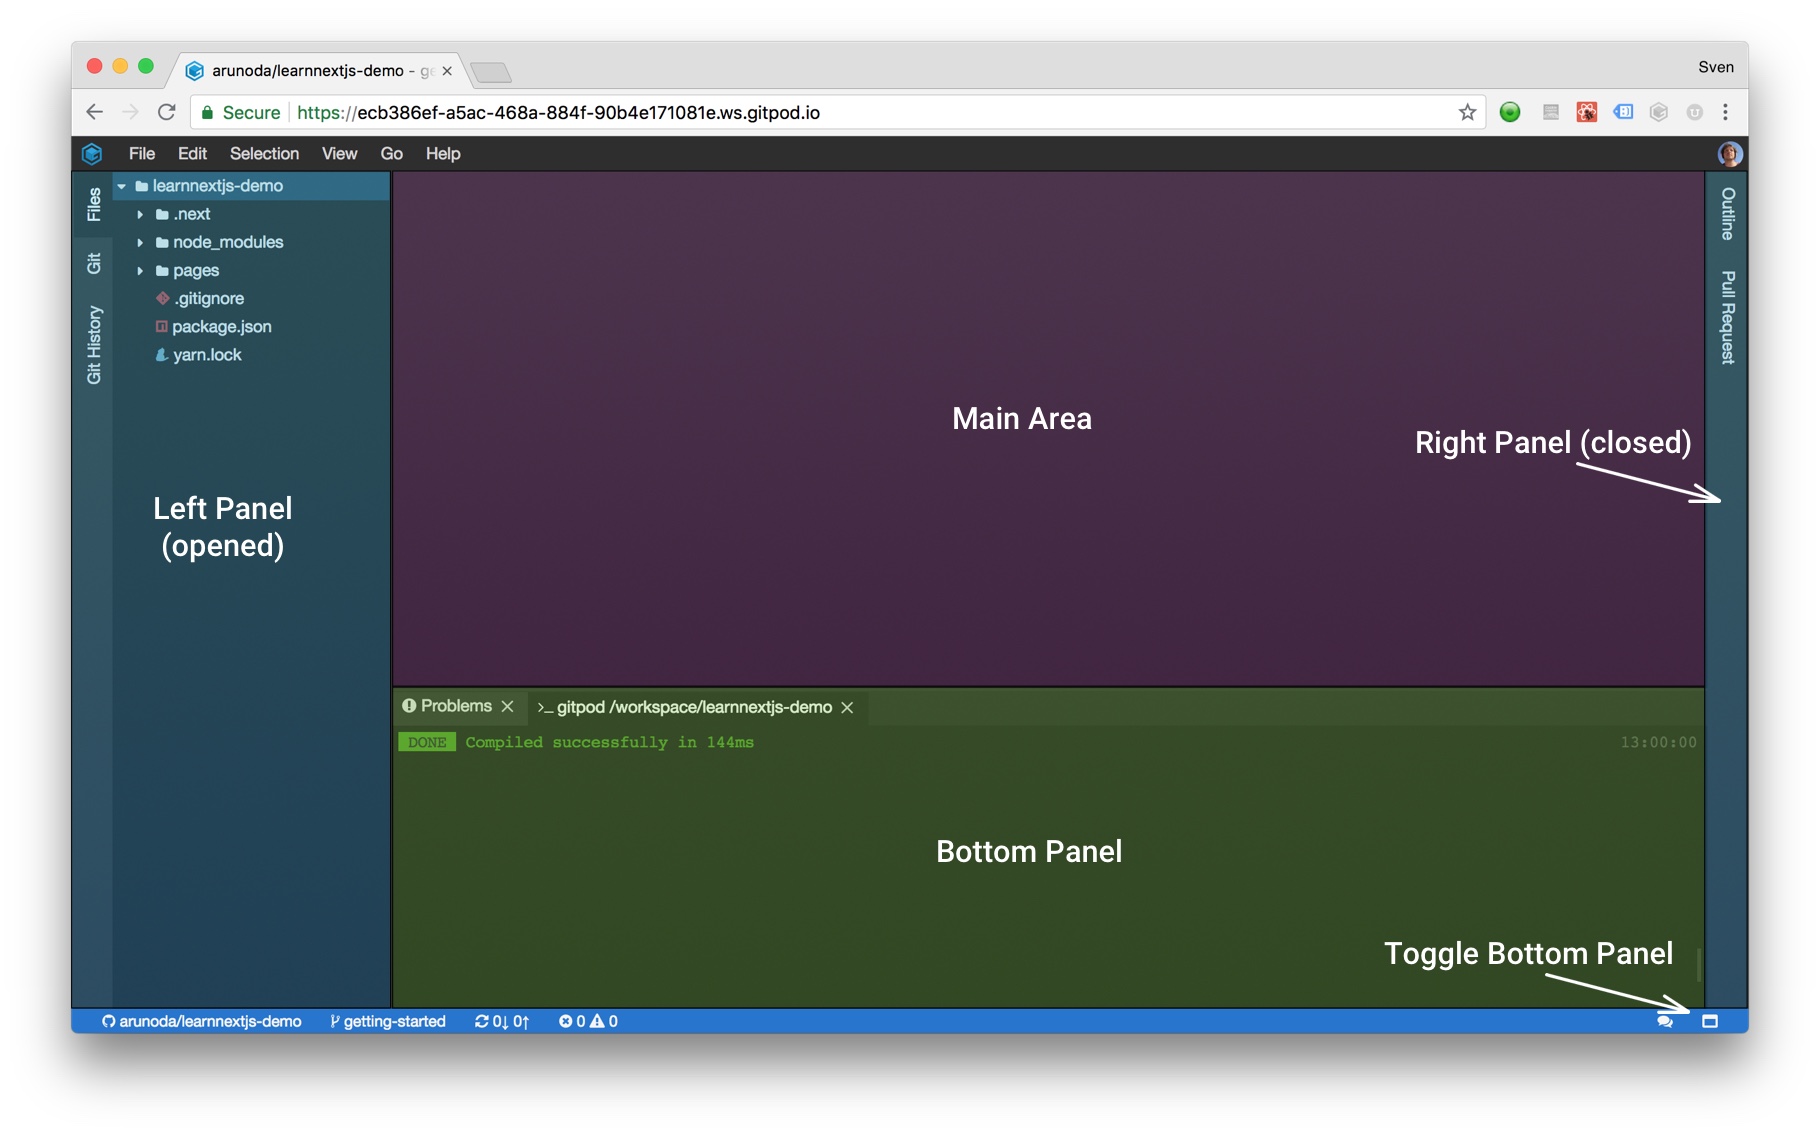 arunoda/learnnextjs-demo - ge
Sven
Secure https://ecb386ef-a5ac-468a-884f-90b4e171081e.ws.gitpod.io
File Edit Selection View Go Help
Files
Git
Git History
learnnextjs-demo
.next
node_modules
pages
.gitignore
package.json
yarn.lock
Left Panel
(opened)
Main Area
Right Panel (closed)
Outline
Pull Request
Problems
>_ gitpod /workspace/learnnextjs-demo
DONE Compiled successfully in 144ms 13:00:00
Bottom Panel
Toggle Bottom Panel
arunoda/learnnextjs-demo getting-started 0↓ 0↑ 0 0